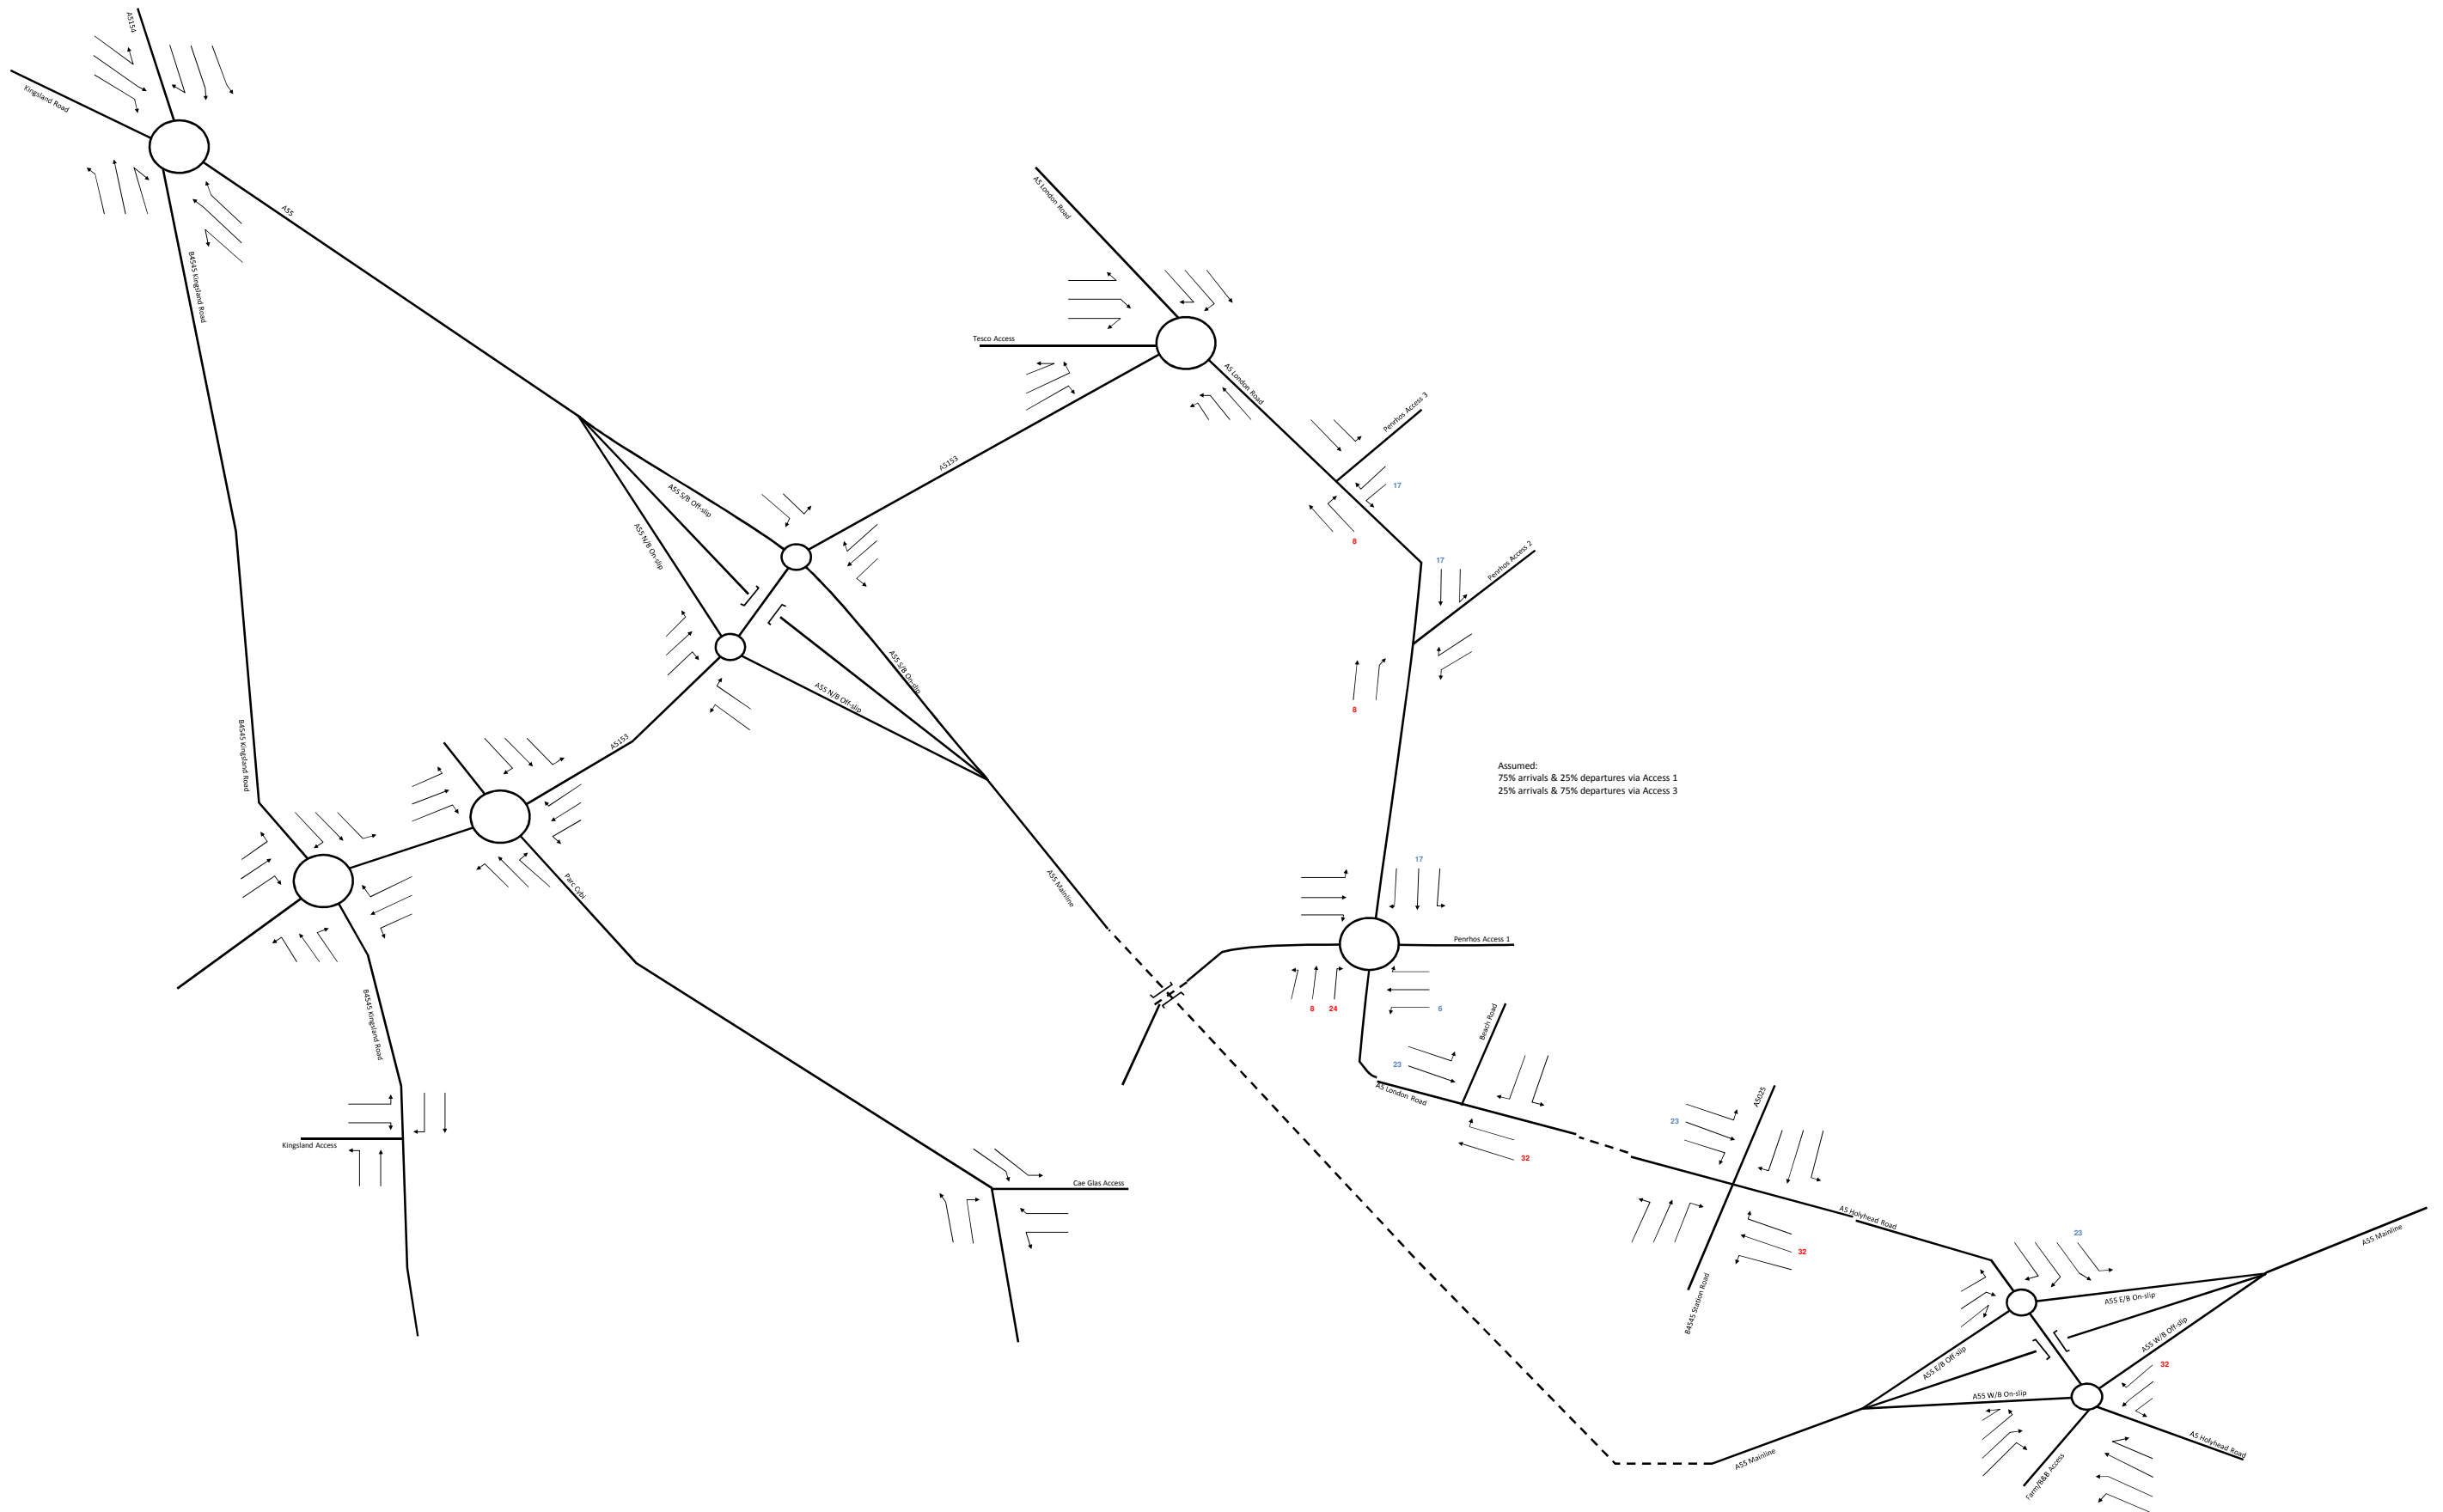 A5154
Kingsland Road
A55
B4545 Kingsland Road
A5 London Road
Tesco Access
A5 London Road
Penrhos Access 3
17
8
A5153
A55 S/B Off-slip
A55 N/B On-slip
17
Penrhos Access 2
8
A55 S/B On-slip
A55 N/B Off-slip
B4545 Kingsland Road
A5153
Assumed:
75% arrivals & 25% departures via Access 1
25% arrivals & 75% departures via Access 3
Parc Cybi
A55 Mainline
17
Penrhos Access 1
8
24
6
B4545 Kingsland Road
Beach Road
23
A5 London Road
32
A5025
23
Kingsland Access
Cae Glas Access
A5 Holyhead Road
32
B4545 Station Road
23
A55 Mainline
A55 E/B On-slip
A55 W/B Off-slip
A55 E/B Off-slip
32
A55 W/B On-slip
A5 Holyhead Road
A55 Mainline
Farm/B&B Access